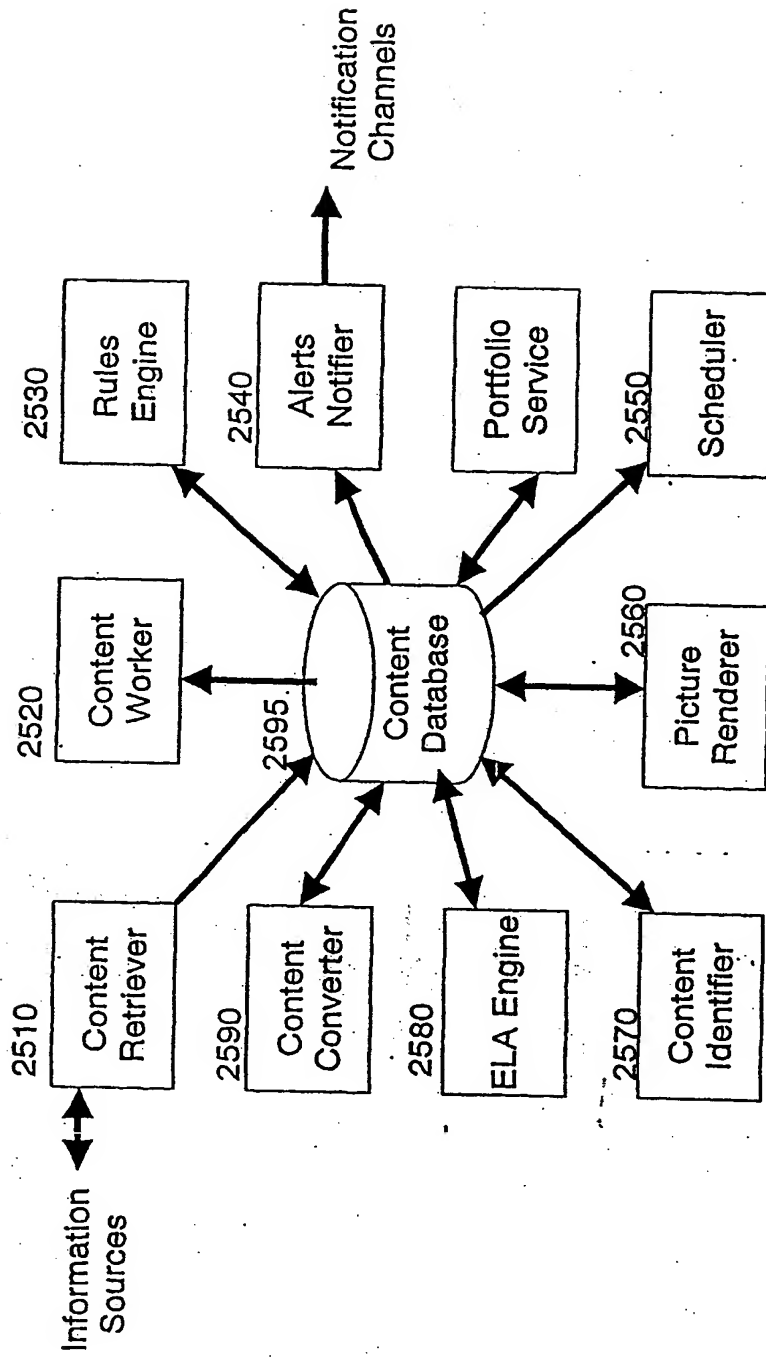 Information
Sources
2510
Content
Retriever
2520
Content
Worker
2530
Rules
Engine
2590
Content
Converter
2595
Content
Database
2540
Alerts
Notifier
Notification
Channels
2580
ELA Engine
Portfolio
Service
2570
Content
Identifier
2560
Picture
Renderer
2550
Scheduler